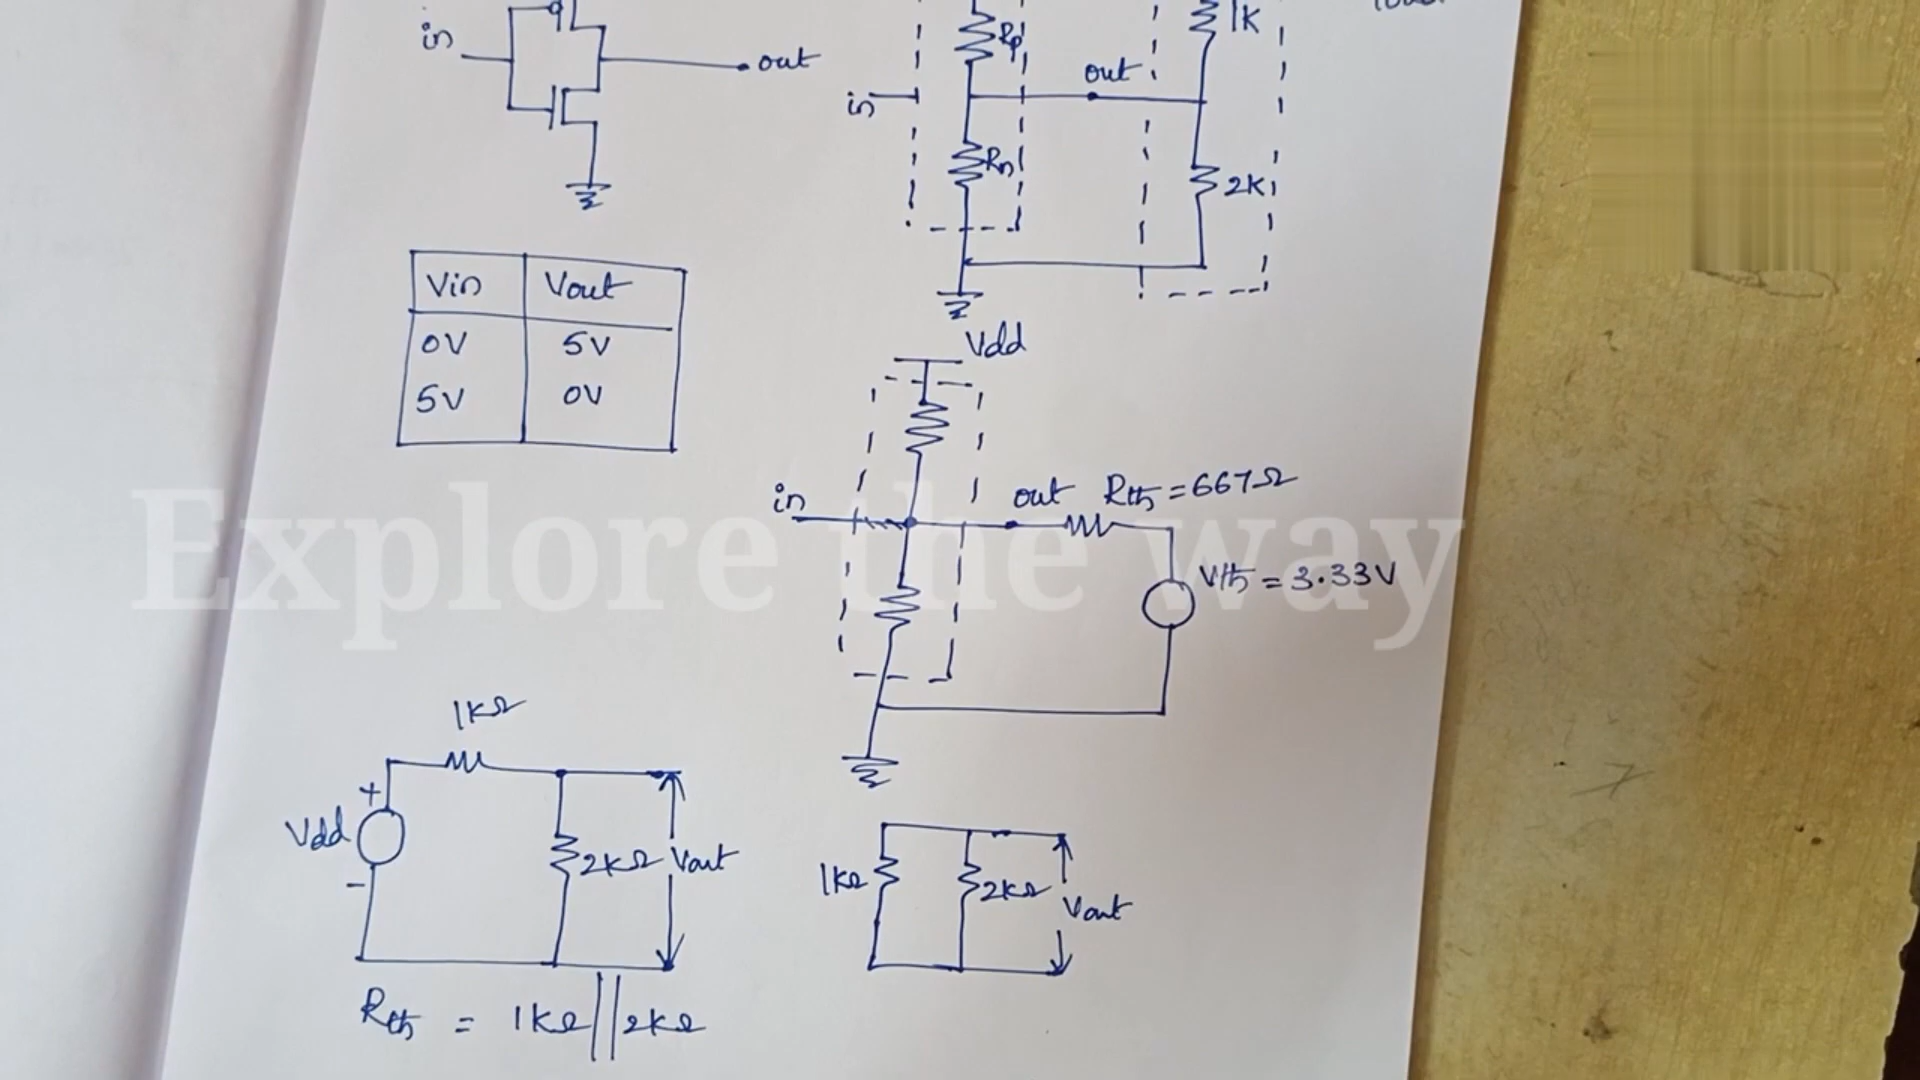 in
out
Rp
1K
in
out
Rn
2K
Vin Vout
0V 5V
5V 0V
Vdd
in
out Rth = 667Ω
Vth = 3.33V
Explore the way
1KΩ
+
Vdd
-
2KΩ Vout
1KΩ
2KΩ
Vout
Rth = 1KΩ || 2KΩ